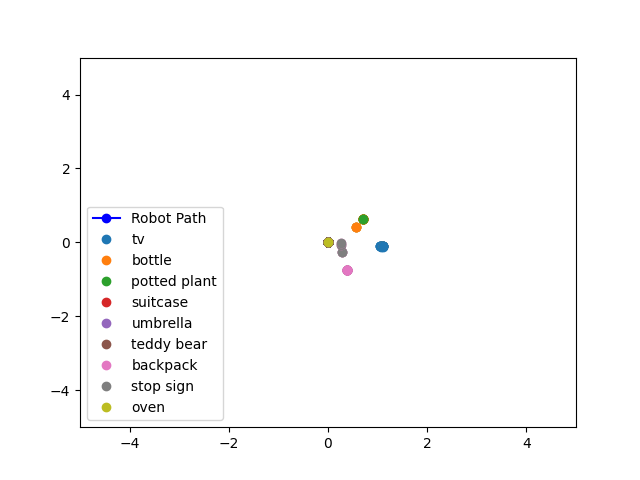 4
2
0
−2
−4
Robot Path
tv
bottle
potted plant
suitcase
umbrella
teddy bear
backpack
stop sign
oven
−4 −2 0 2 4